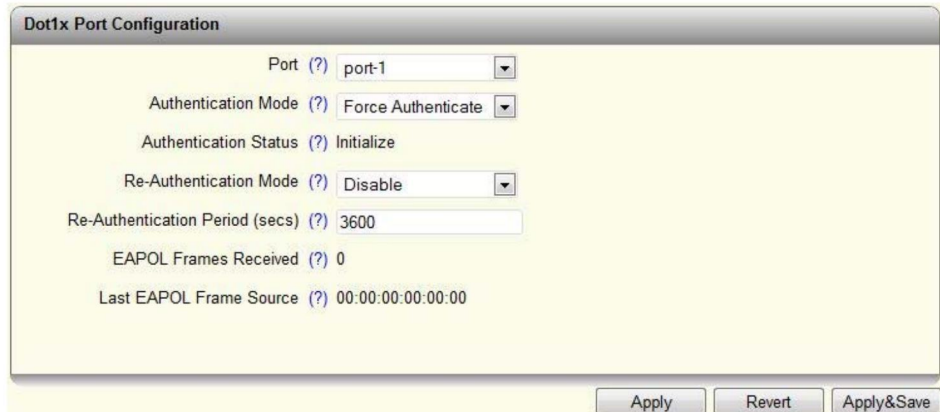 Dot1x Port Configuration
Port (?) port-1
Authentication Mode (?) Force Authenticate
Authentication Status (?) Initialize
Re-Authentication Mode (?) Disable
Re-Authentication Period (secs) (?) 3600
EAPOL Frames Received (?) 0
Last EAPOL Frame Source (?) 00:00:00:00:00:00
Apply Revert Apply&Save